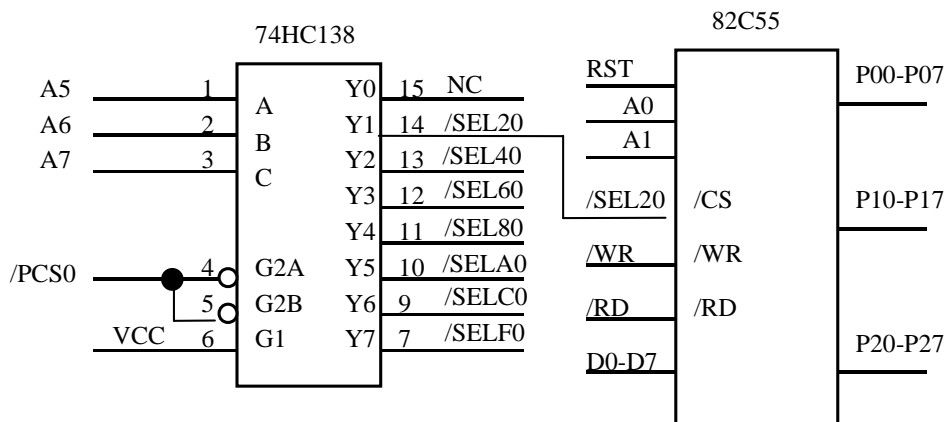 74HC138
82C55
A5 1 A Y0 15 NC
A6 2 B Y1 14 /SEL20
A7 3 C Y2 13 /SEL40
Y3 12 /SEL60
Y4 11 /SEL80
/PCS0 4 G2A Y5 10 /SELA0
5 G2B Y6 9 /SELC0
VCC 6 G1 Y7 7 /SELF0
RST P00-P07
A0
A1
/SEL20 /CS P10-P17
/WR /WR
/RD /RD
D0-D7 P20-P27